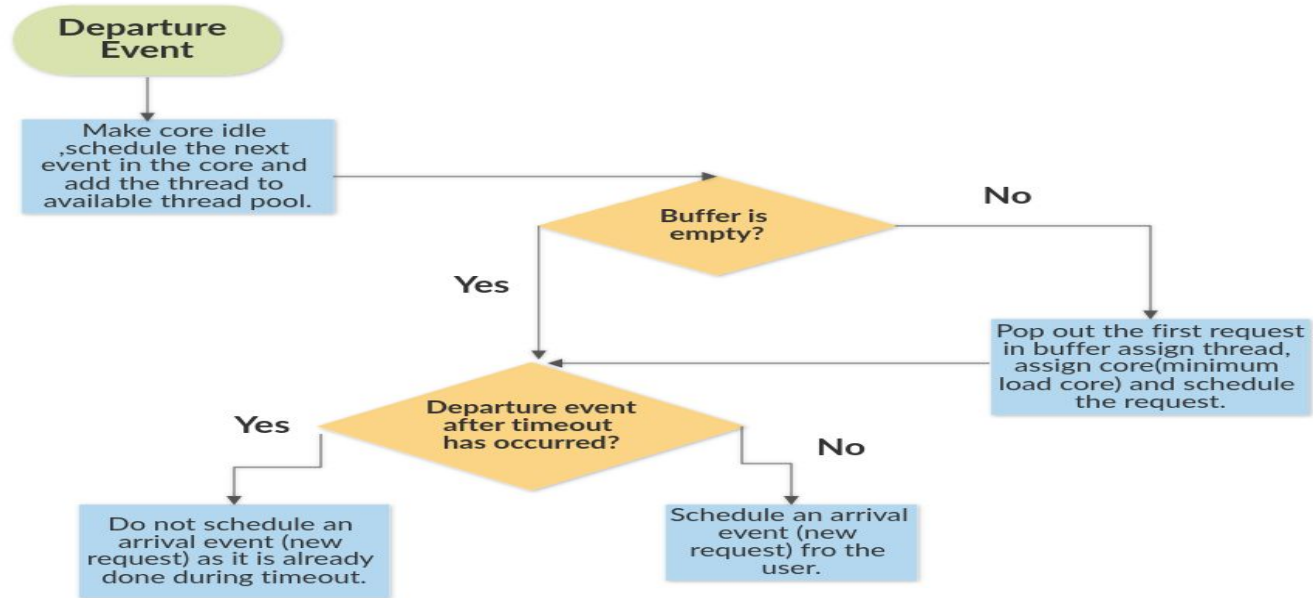 Departure
Event
Make core idle
,schedule the next
event in the core and
add the thread to
available thread pool.
Buffer is
empty?
No
Yes
Pop out the first request
in buffer assign thread,
assign core(minimum
load core) and schedule
the request.
Departure event
after timeout
has occurred?
Yes
No
Do not schedule an
arrival event (new
request) as it is already
done during timeout.
Schedule an arrival
event (new
request) fro the
user.